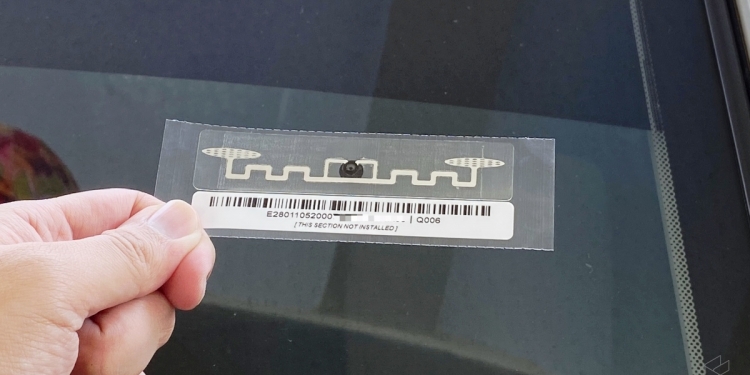 E28011052000 | Q006
[ THIS SECTION NOT INSTALLED ]